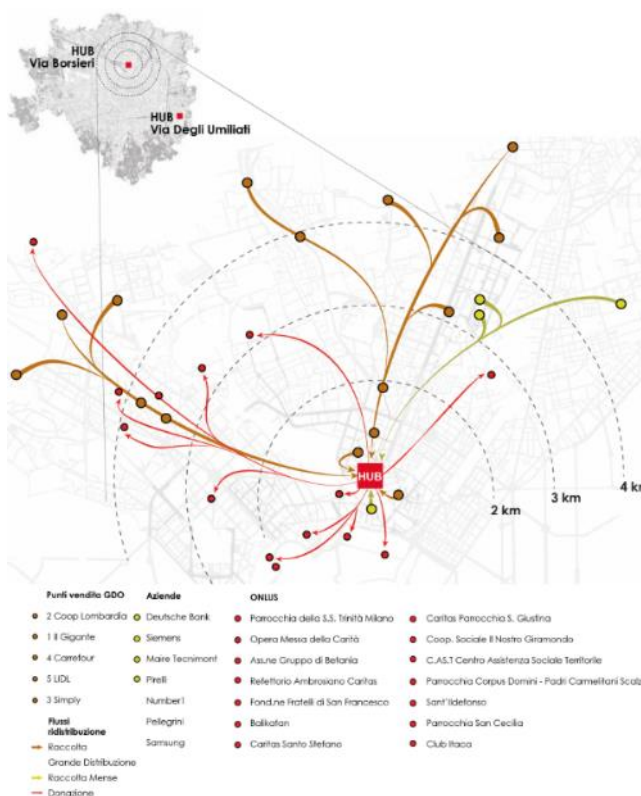 HUB
Via Borsieri
HUB
Via Degli Umiliati
HUB
2 km
3 km
4 km
Punti vendita GDO
2 Coop Lombardia
1 Il Gigante
4 Carrefour
5 LIDL
3 Simply
Flussi
ridistribuzione
Raccolta
Grande Distribuzione
Raccolta Mense
Donazione
Aziende
Deutsche Bank
Siemens
Maire Tecnimont
Pirelli
Number1
Pellegrini
Samsung
ONLUS
Parrocchia della S.S. Trinità Milano
Opera Messa della Carità
Ass.ne Gruppo di Betania
Refettorio Ambrosiano Caritas
Fond.ne Fratelli di San Francesco
Balikatan
Caritas Santo Stefano
Caritas Parrocchia S. Giustina
Coop. Sociale Il Nostro Giramondo
C.AS.T Centro Assistenza Sociale Territorile
Parrocchia Corpus Domini - Padri Carmelitani Scalz
Sant'Ildefonso
Parrocchia San Cecilia
Club Itaca